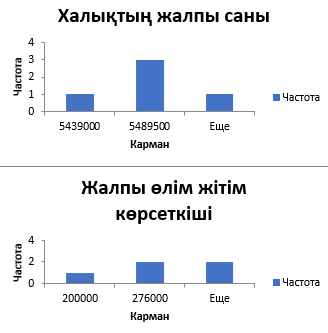 Халықтың жалпы саны
Частота
4
3
2
1
0
5439000 5489500 Еще
Карман
Частота
Жалпы өлім жітім
көрсеткіші
Частота
4
2
0
200000 276000 Еще
Карман
Частота